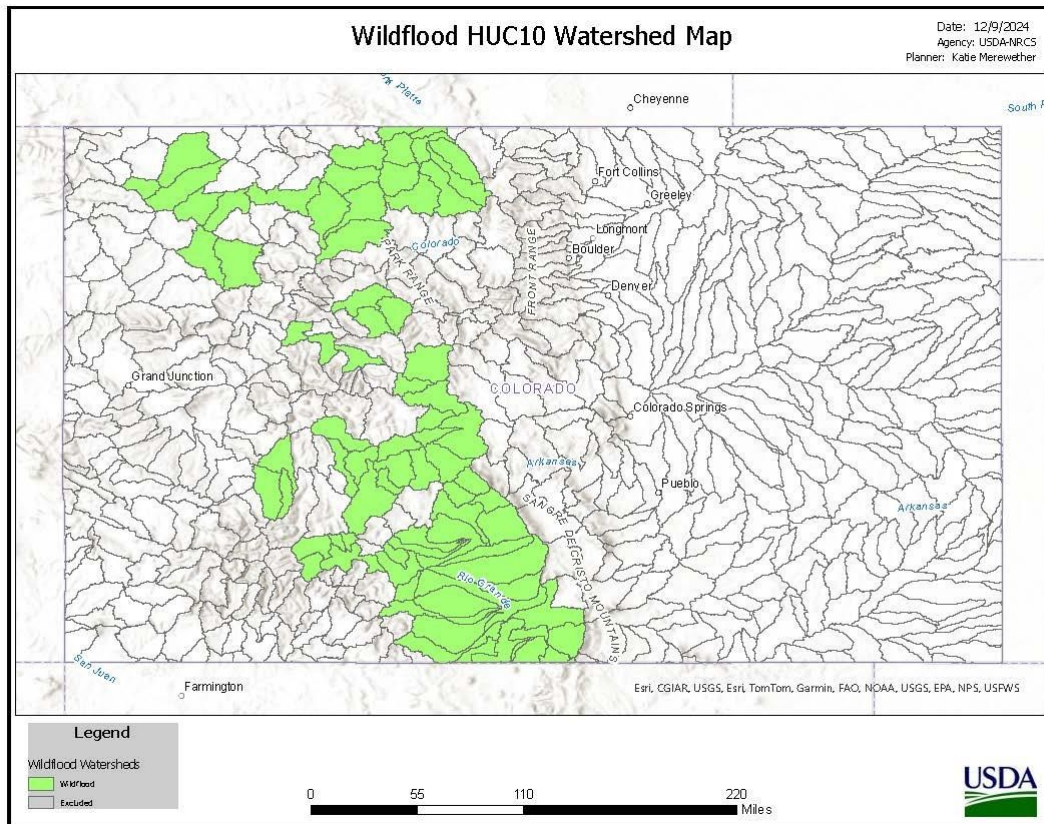 Wildflood HUC10 Watershed Map
Date: 12/9/2024
Agency: USDA-NRCS
Planner: Katie Merewether
Platte
Cheyenne
South
Fort Collins
Greeley
Longmont
Boulder
Colorado
PARK RANGE
FRONT RANGE
Denver
Grand Junction
COLORADO
Colorado Springs
Arkansas
Pueblo
Arkansas
SANGRE DE CRISTO MOUNTAINS
Rio Grande
San Juan
Farmington
Esri, CGIAR, USGS, Esri, TomTom, Garmin, FAO, NOAA, USGS, EPA, NPS, USFWS
Legend
Wildflood Watersheds
Wildflood
Excluded
0 55 110 220
Miles
USDA